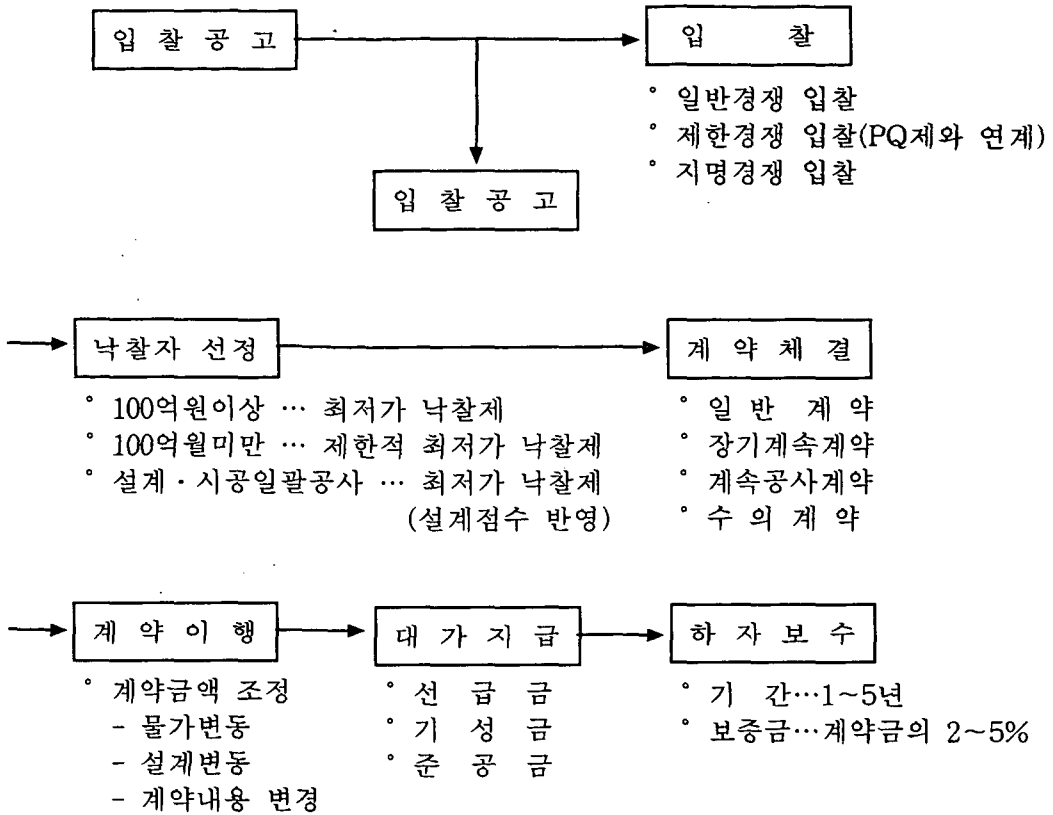 입찰공고
입 찰
° 일반경쟁 입찰
° 제한경쟁 입찰(PQ제와 연계)
° 지명경쟁 입찰
입찰공고
낙찰자 선정
° 100억원이상 … 최저가 낙찰제
° 100억월미만 … 제한적 최저가 낙찰제
° 설계·시공일괄공사 … 최저가 낙찰제
(설계점수 반영)
계약체결
° 일반 계약
° 장기계속계약
° 계속공사계약
° 수의계약
계약이행
° 계약금액 조정
- 물가변동
- 설계변동
- 계약내용 변경
대가지급
° 선급금
° 기성금
° 준공금
하자보수
° 기 간…1~5년
° 보증금…계약금의 2~5%